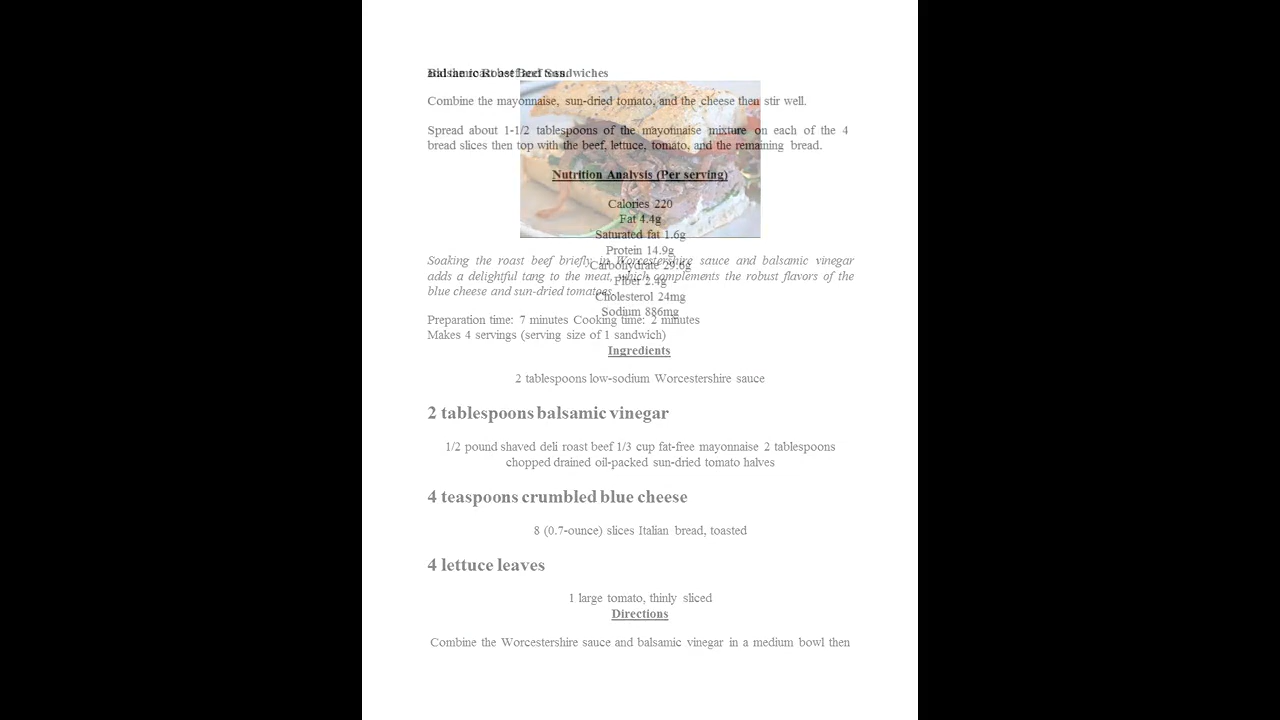 Roast Beef Sandwiches
Combine the mayonnaise, sun-dried tomato, and the cheese then stir well.
Spread about 1-1/2 tablespoons of the mayonnaise mixture on each of the 4
bread slices then top with the beef, lettuce, tomato, and the remaining bread.
Nutrition Analysis (Per serving)
Calories 220
Fat 4.4g
Saturated fat 1.6g
Protein 14.9g
Soaking the roast beef briefly in Worcestershire sauce and balsamic vinegar
Carbohydrate 29.6g
adds a delightful tang to the meat, which complements the robust flavors of the
Fiber 2.4g
blue cheese and sun-dried tomatoes.
Cholesterol 24mg
Sodium 886mg
Preparation time: 7 minutes Cooking time: 2 minutes
Makes 4 servings (serving size of 1 sandwich)
Ingredients
2 tablespoons low-sodium Worcestershire sauce
2 tablespoons balsamic vinegar
1/2 pound shaved deli roast beef 1/3 cup fat-free mayonnaise 2 tablespoons
chopped drained oil-packed sun-dried tomato halves
4 teaspoons crumbled blue cheese
8 (0.7-ounce) slices Italian bread, toasted
4 lettuce leaves
1 large tomato, thinly sliced
Directions
Combine the Worcestershire sauce and balsamic vinegar in a medium bowl then